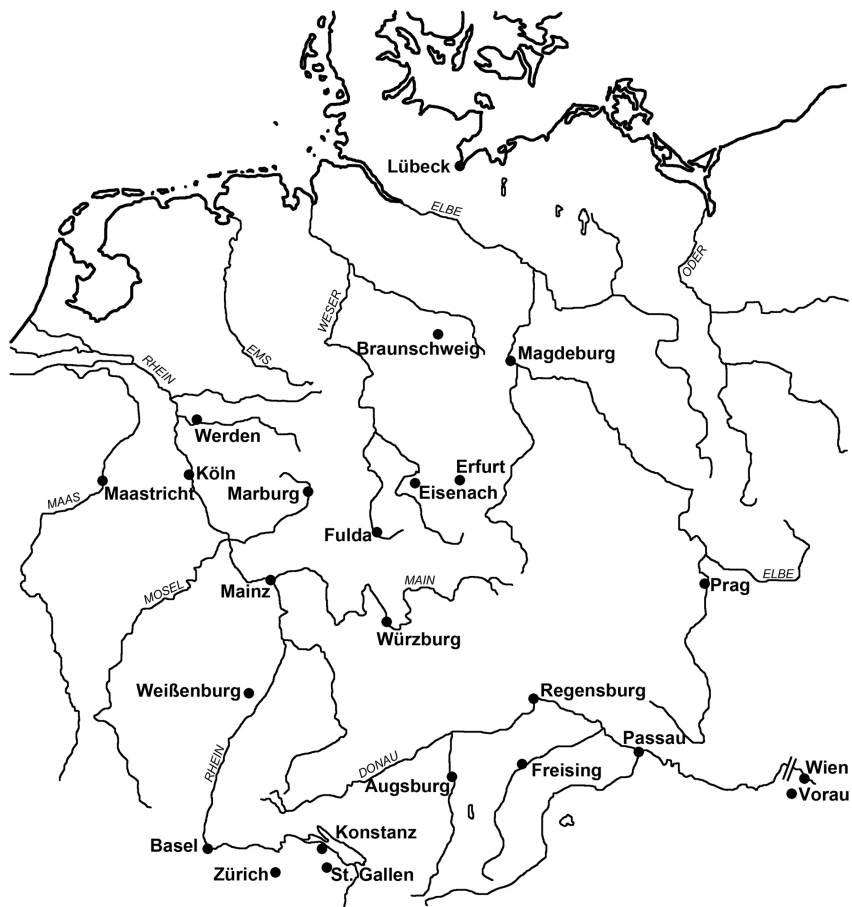 Lübeck
ELBE
ODER
WESER
Braunschweig
EMS
Magdeburg
RHEIN
Werden
Köln
Erfurt
Maastricht
Marburg
Eisenach
MAAS
Fulda
MOSEL
Mainz
MAIN
ELBE
Prag
Würzburg
Weißenburg
Regensburg
RHEIN
DONAU
Passau
Augsburg
Freising
Wien
Vorau
Basel
Konstanz
Zürich
St. Gallen